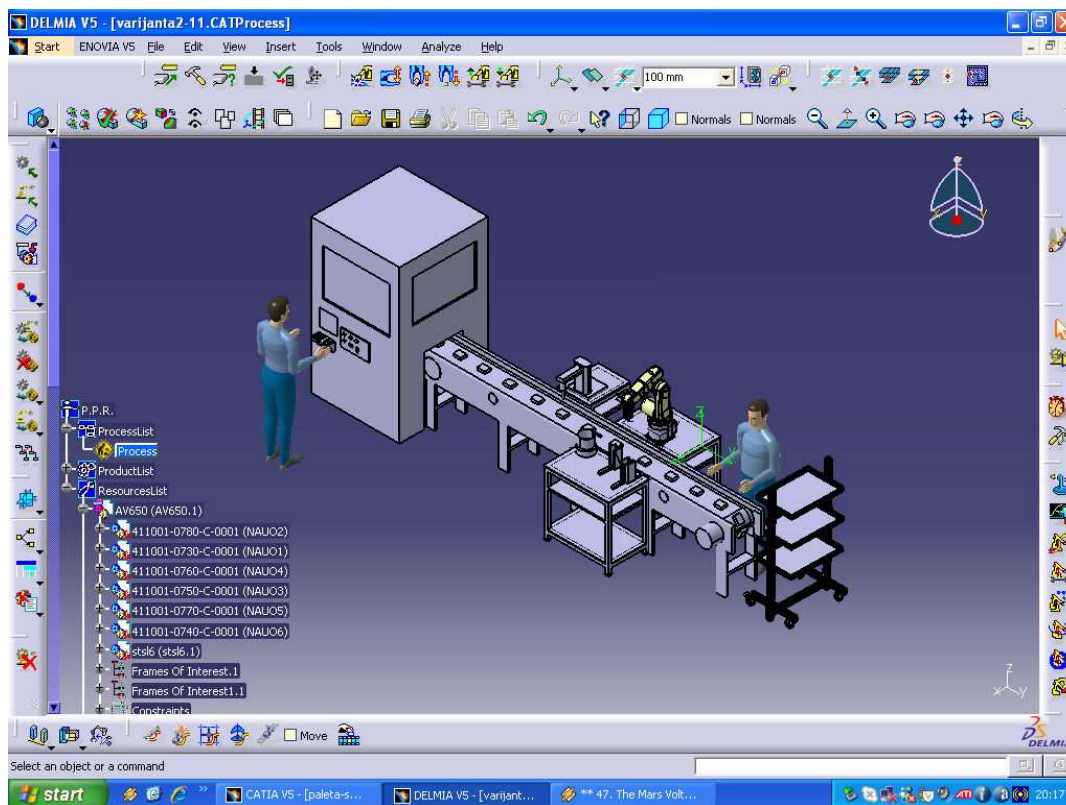 DELMIA V5 - [varijanta2-11.CATProcess]
Start ENOVIA V5 File Edit View Insert Tools Window Analyze Help
100 mm
Normals Normals
P.P.R.
ProcessList
Process
ProductList
ResourcesList
AV650 (AV650.1)
411001-0780-C-0001 (NAUO2)
411001-0730-C-0001 (NAUO1)
411001-0760-C-0001 (NAUO4)
411001-0750-C-0001 (NAUO3)
411001-0770-C-0001 (NAUO5)
411001-0740-C-0001 (NAUO6)
stsl6 (stsl6.1)
Frames Of Interest.1
Frames Of Interest1.1
Constraints
z
x y
Move
DELMIA
Select an object or a command
start CATIA V5 - [paleta-s... DELMIA V5 - [varijant... ** 47. The Mars Volt... 20:17